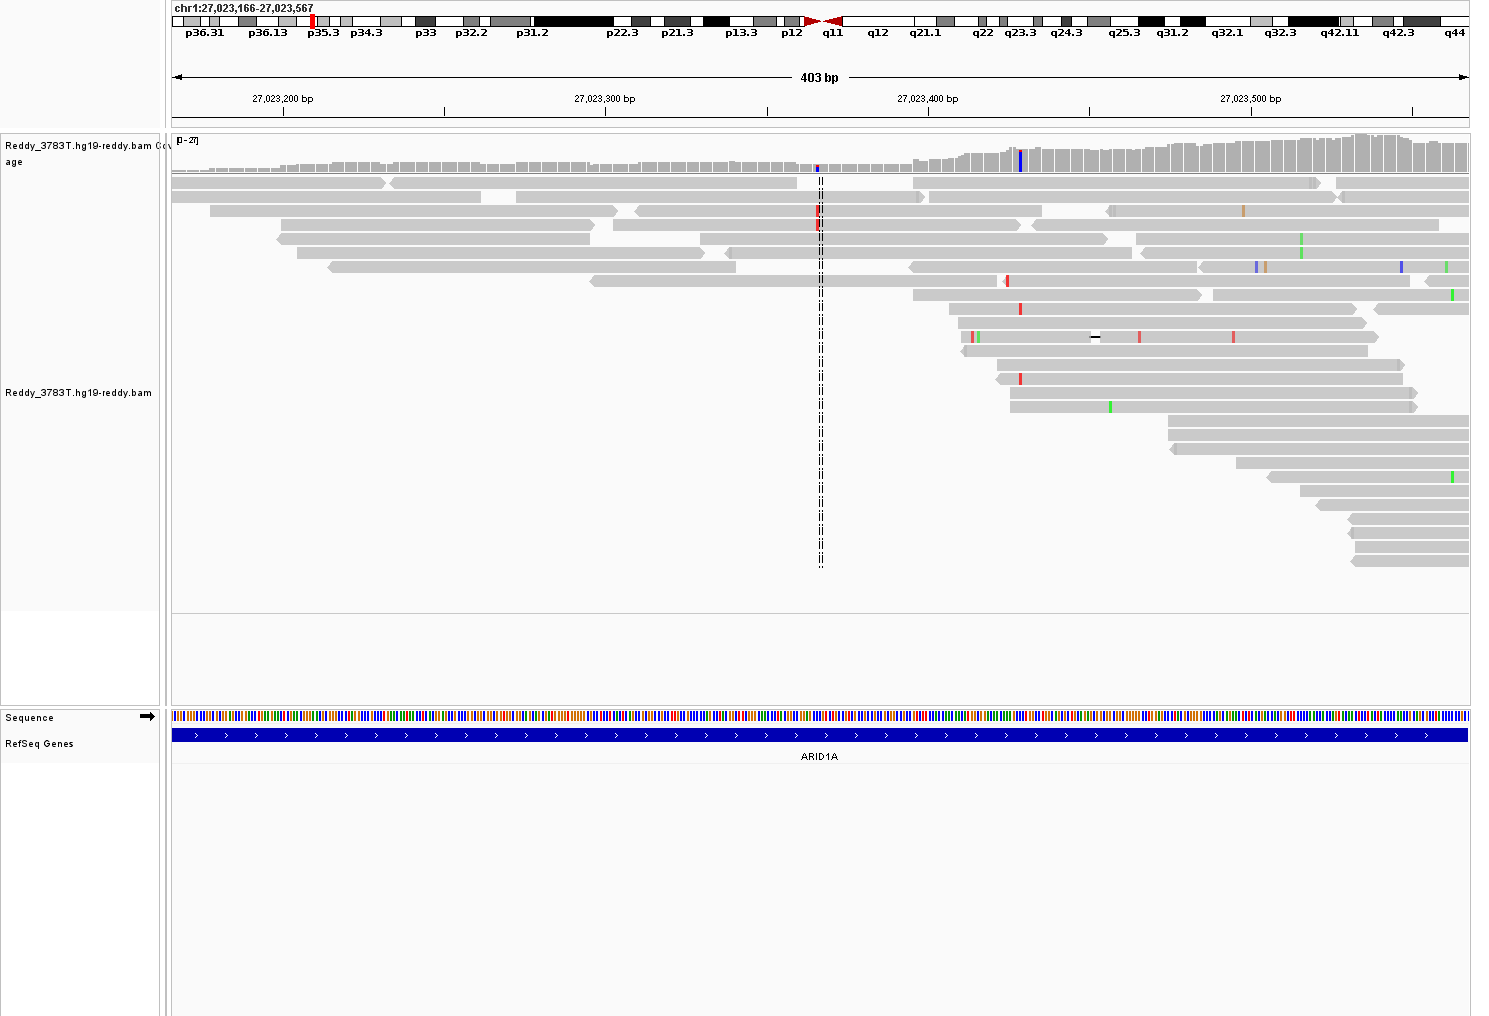 chr1:27,023,166-27,023,567
p36.31 p36.13 p35.3 p34.3 p33 p32.2 p31.2 p22.3 p21.3 p13.3 p12 q11 q12 q21.1 q22 q23.3 q24.3 q25.3 q31.2 q32.1 q32.3 q42.11 q42.3 q44
403 bp
27,023,200 bp 27,023,300 bp 27,023,400 bp 27,023,500 bp
Reddy_3783T.hg19-reddy.bam Cov
age
[0 - 27]
Reddy_3783T.hg19-reddy.bam
Sequence
RefSeq Genes
ARID1A